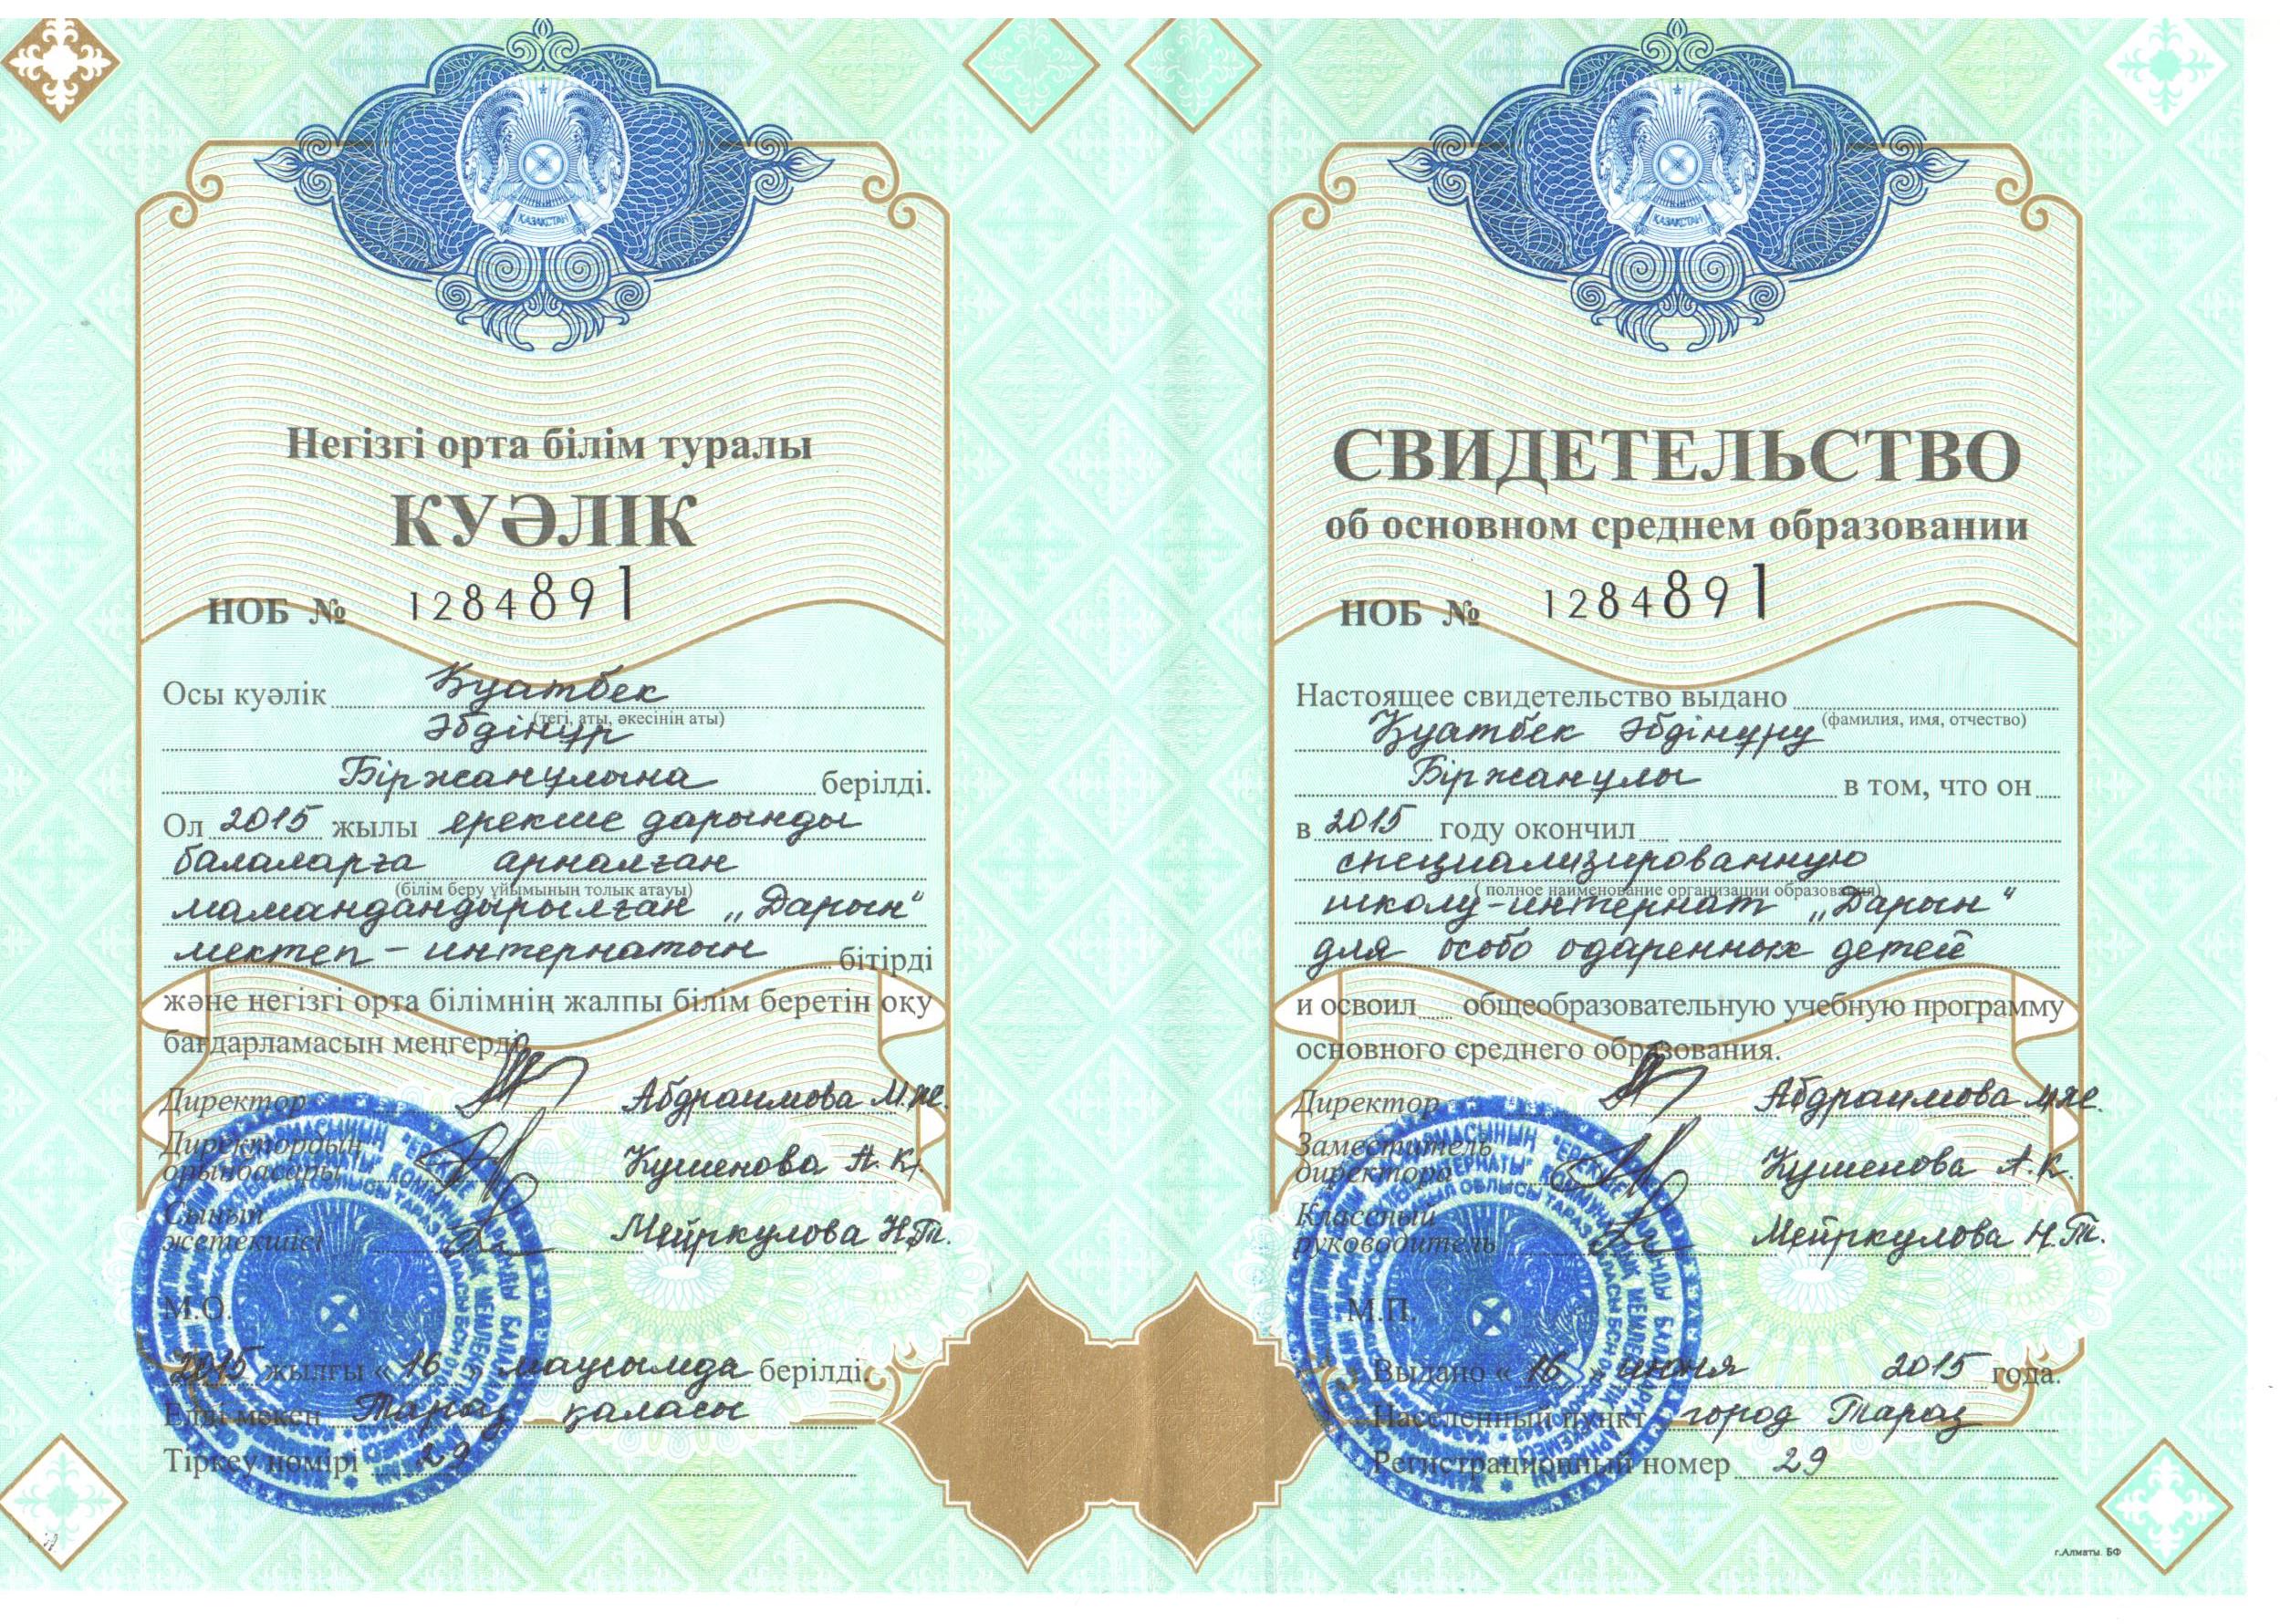 ҚАЗАҚСТАН
Негізгі орта білім туралы
КУӘЛІК
НОБ № 1284891
Осы куәлік Қуатбек
(тегі, аты, әкесінің аты)
Әбдінұр
Біржанұлына берілді.
Ол 2015 жылы ерекше дарынды
балаларға арналған
(білім беру ұйымының толық атауы)
мамандандырылған „Дарын“
мектеп-интернатын бітірді
және негізгі орта білімнің жалпы білім беретін оқу
бағдарламасын меңгерді.
Директор Абдраимова М.Ж.
Директордың
орынбасары Кушенова А.К.
Сынып
жетекшісі Мейркулова Н.Т.
М.О.
2015 жылғы « 16 » маусымда берілді.
Елді мекен Тараз қаласы
Тіркеу нөмірі 29
ҚАЗАҚСТАН
СВИДЕТЕЛЬСТВО
об основном среднем образовании
НОБ № 1284891
Настоящее свидетельство выдано
(фамилия, имя, отчество)
Қуатбек Әбдінұру
Біржанұлы в том, что он
в 2015 году окончил
специализированную
( полное наименование организации образования)
школу-интернат „Дарын“
для особо одаренных детей
и освоил общеобразовательную учебную программу
основного среднего образования.
Директор Абдраимова М.Ж.
Заместитель
директора Кушенова А.К.
Классный
руководитель Мейркулова Н.Т.
М.П.
Выдано « 16 » июня 2015 года.
Населенный пункт город Тараз
Регистрационный номер 29
г.Алматы. БФ